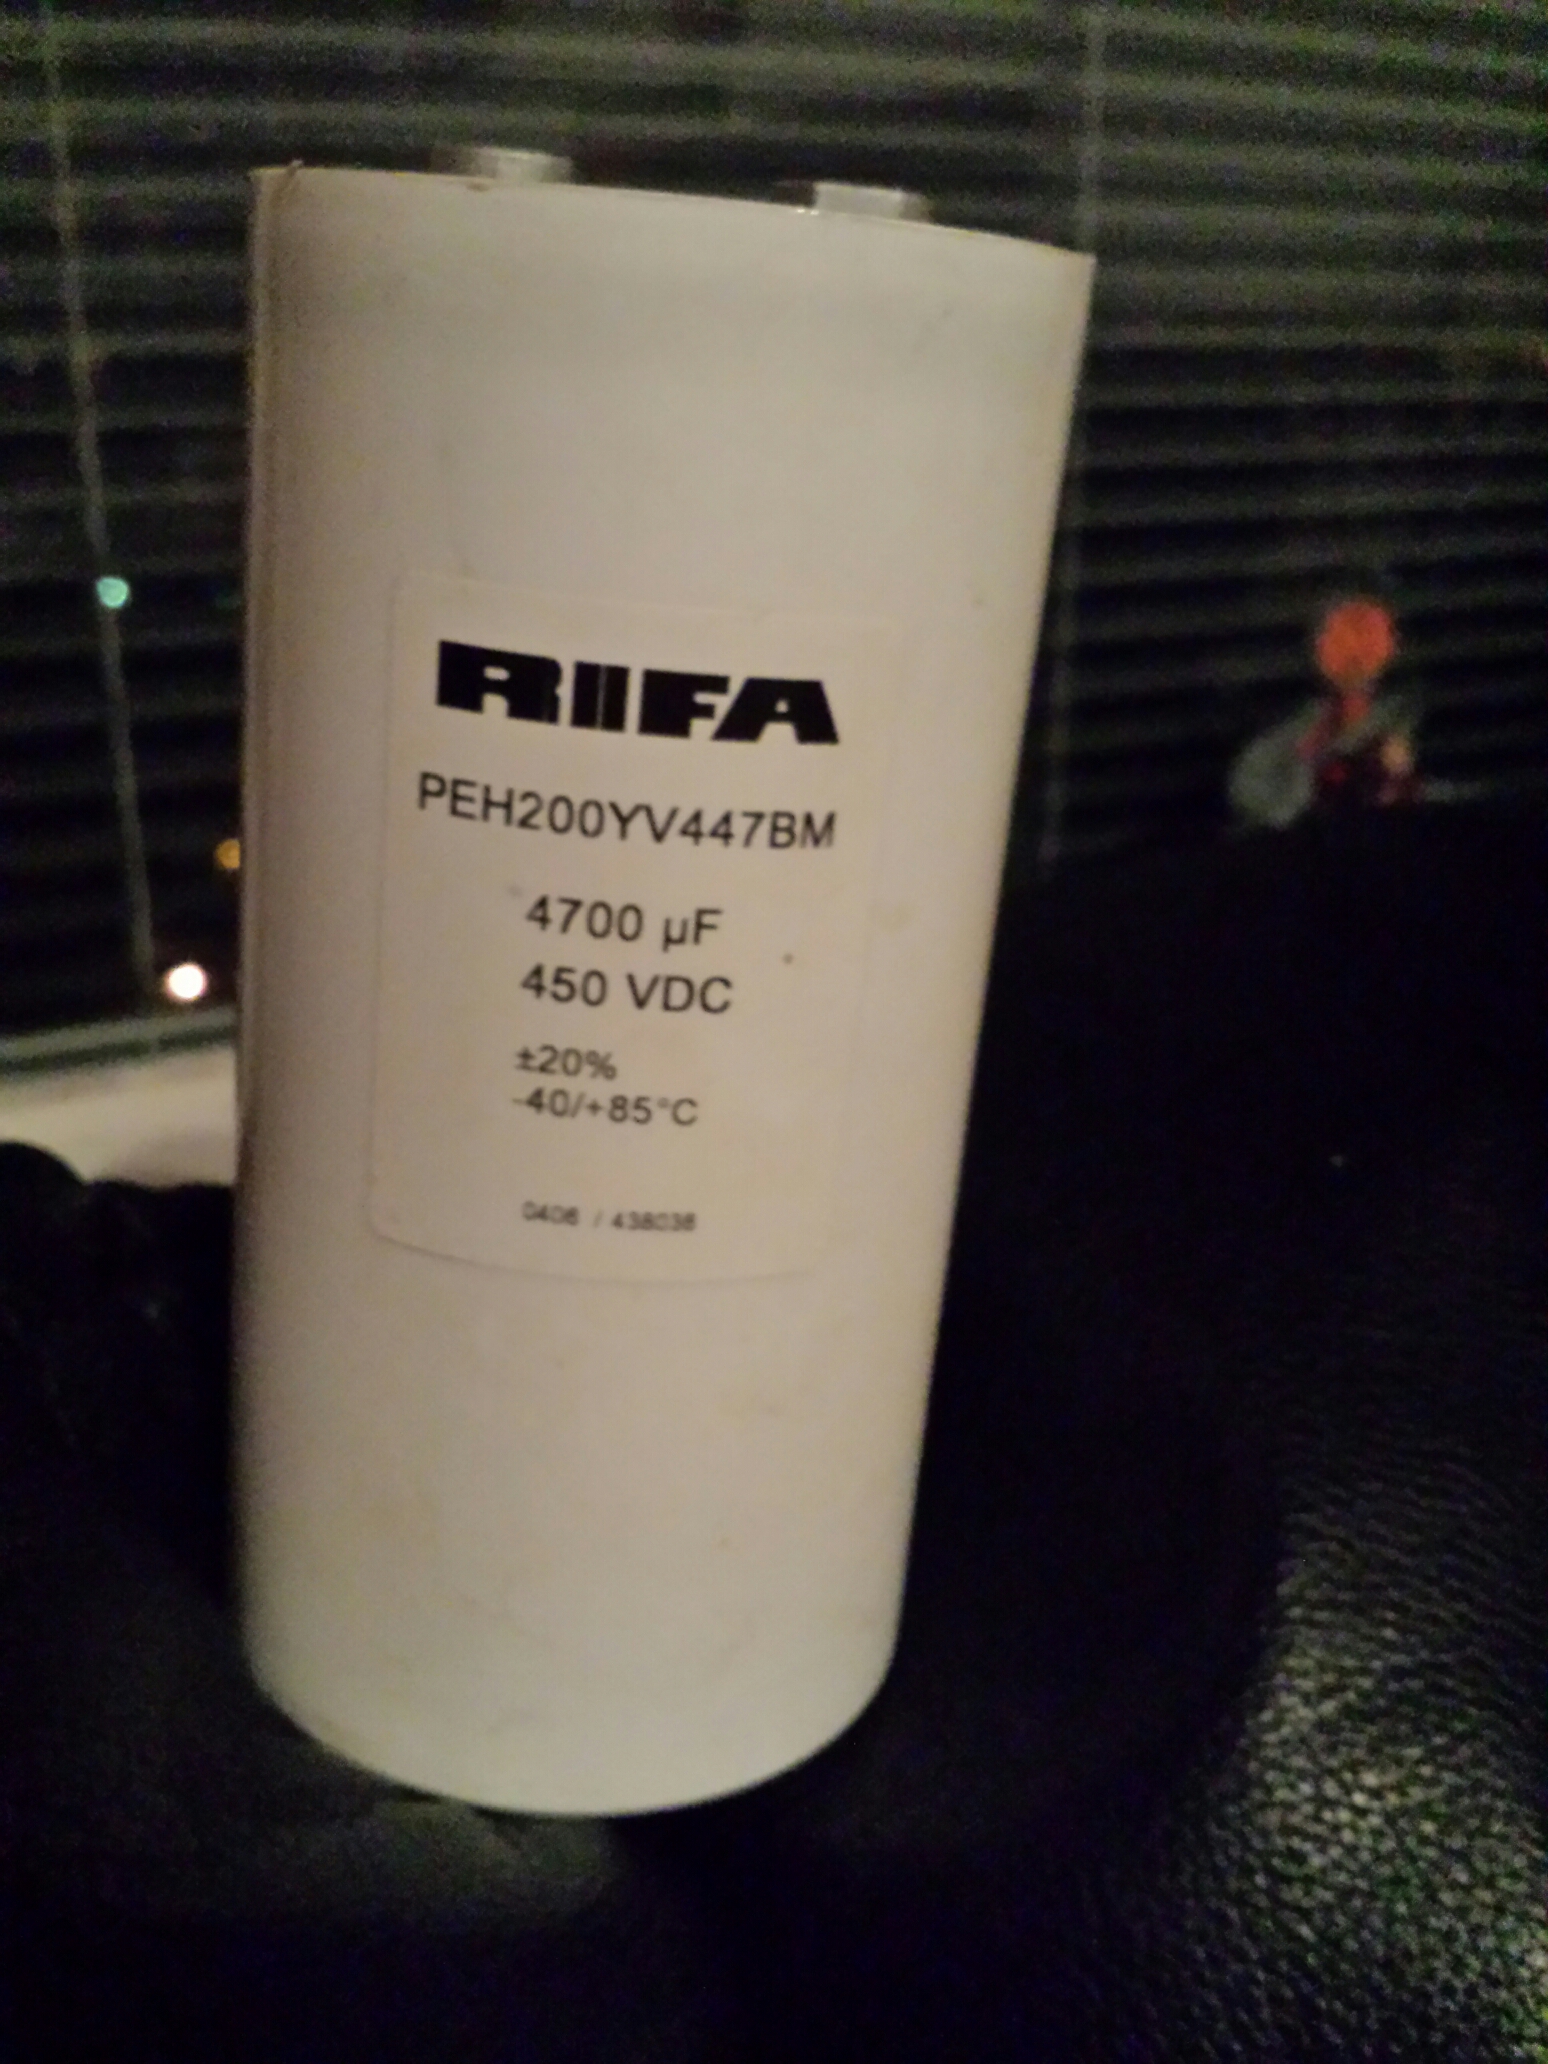 RIFA
PEH200YV447BM
4700 µF
450 VDC
±20%
-40/+85°C
0406 / 438036